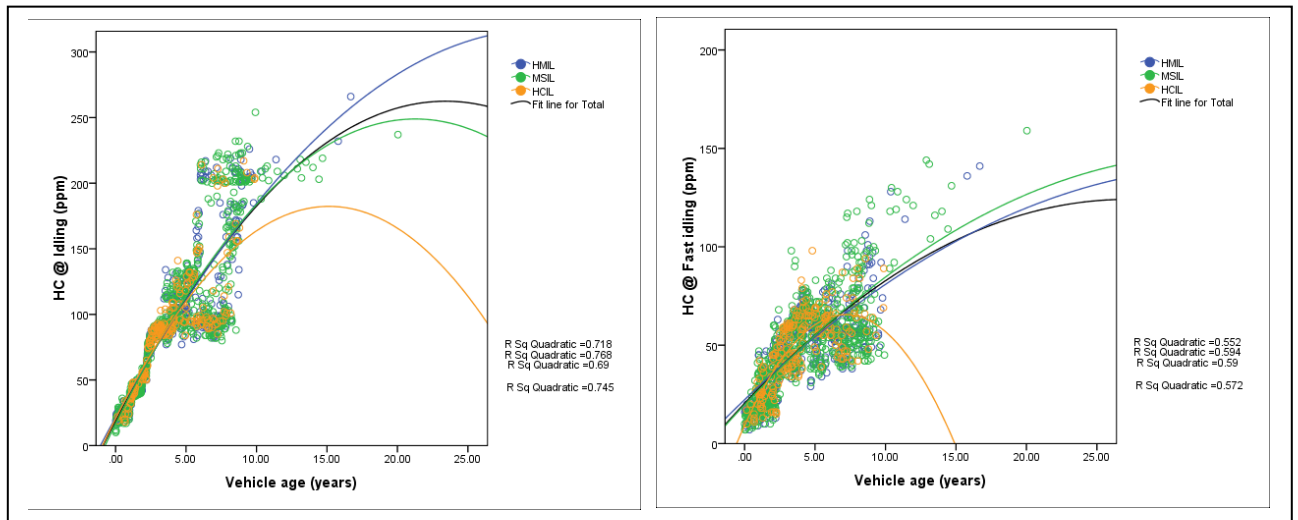 300
250
200
150
100
50
0
HC @ Idling (ppm)
.00 5.00 10.00 15.00 20.00 25.00
Vehicle age (years)
HMIL
MSIL
HCIL
Fit line for Total
R Sq Quadratic =0.718
R Sq Quadratic =0.768
R Sq Quadratic =0.69
R Sq Quadratic =0.745
200
150
100
50
0
HC @ Fast idling (ppm)
.00 5.00 10.00 15.00 20.00 25.00
Vehicle age (years)
HMIL
MSIL
HCIL
Fit line for Total
R Sq Quadratic =0.552
R Sq Quadratic =0.594
R Sq Quadratic =0.59
R Sq Quadratic =0.572